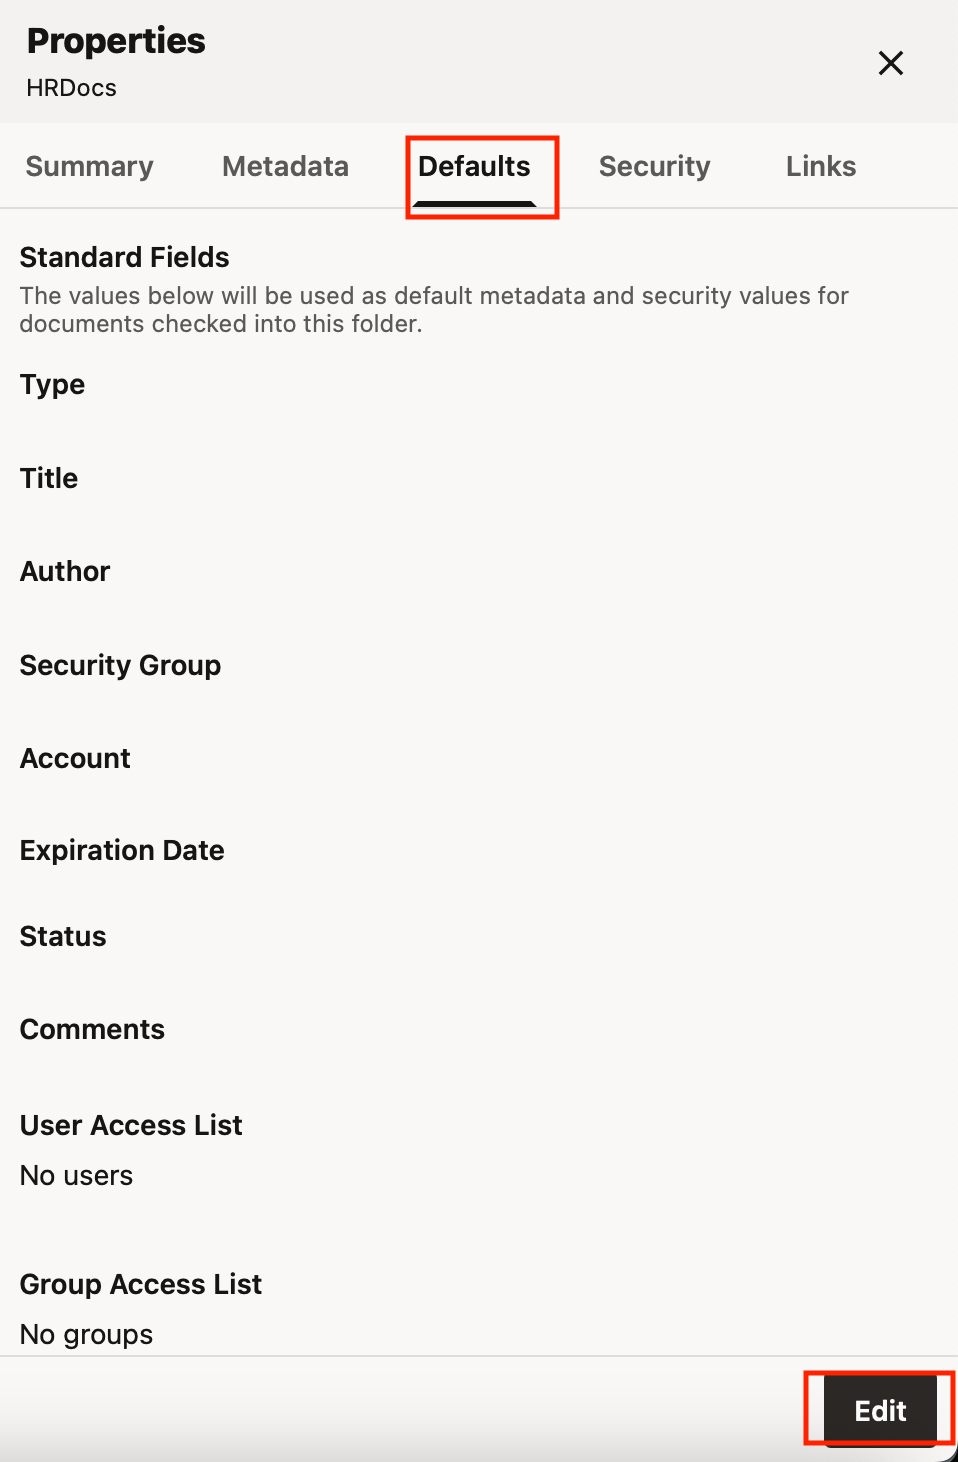 Properties
HRDocs
Summary Metadata Defaults Security Links
Standard Fields
The values below will be used as default metadata and security values for
documents checked into this folder.
Type
Title
Author
Security Group
Account
Expiration Date
Status
Comments
User Access List
No users
Group Access List
No groups
Edit